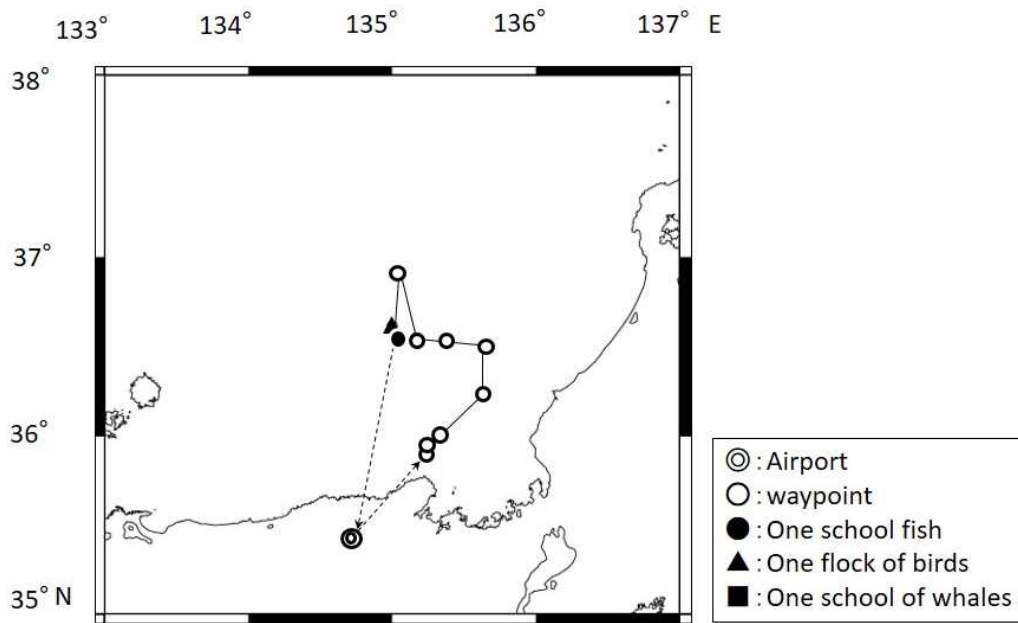 133° 134° 135° 136° 137° E
38°
37°
36°
35° N
: Airport
: waypoint
: One school fish
: One flock of birds
: One school of whales